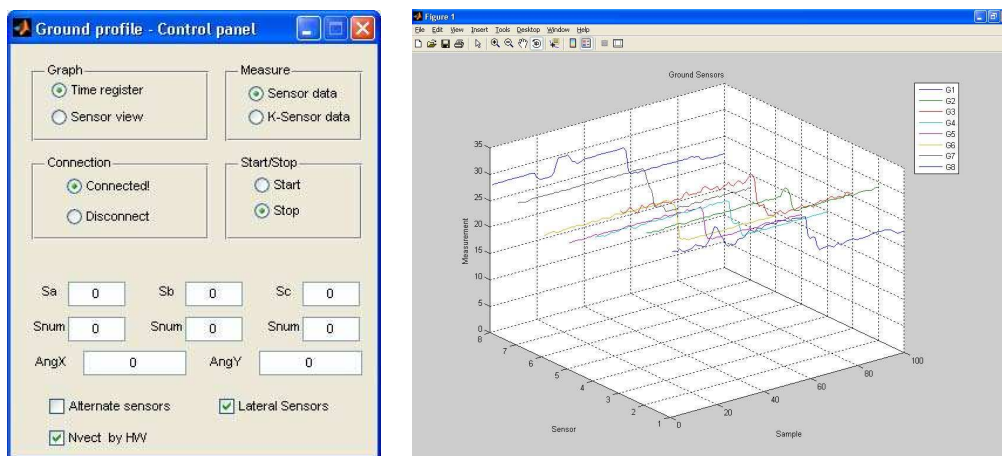 Ground profile - Control panel
Graph
Time register
Sensor view
Measure
Sensor data
K-Sensor data
Connection
Connected!
Disconnect
Start/Stop
Start
Stop
Sa 0 Sb 0 Sc 0
Snum 0 Snum 0 Snum 0
AngX 0 AngY 0
Alternate sensors
Lateral Sensors
Nvect by HW
Figure 1
File Edit View Insert Tools Desktop Window Help
Ground Sensors
G1
G2
G3
G4
G5
G6
G7
G8
Measurement
35
30
25
20
15
10
5
0
8
7
6
5
4
3
2
1
Sensor
0
20
40
60
80
100
Sample